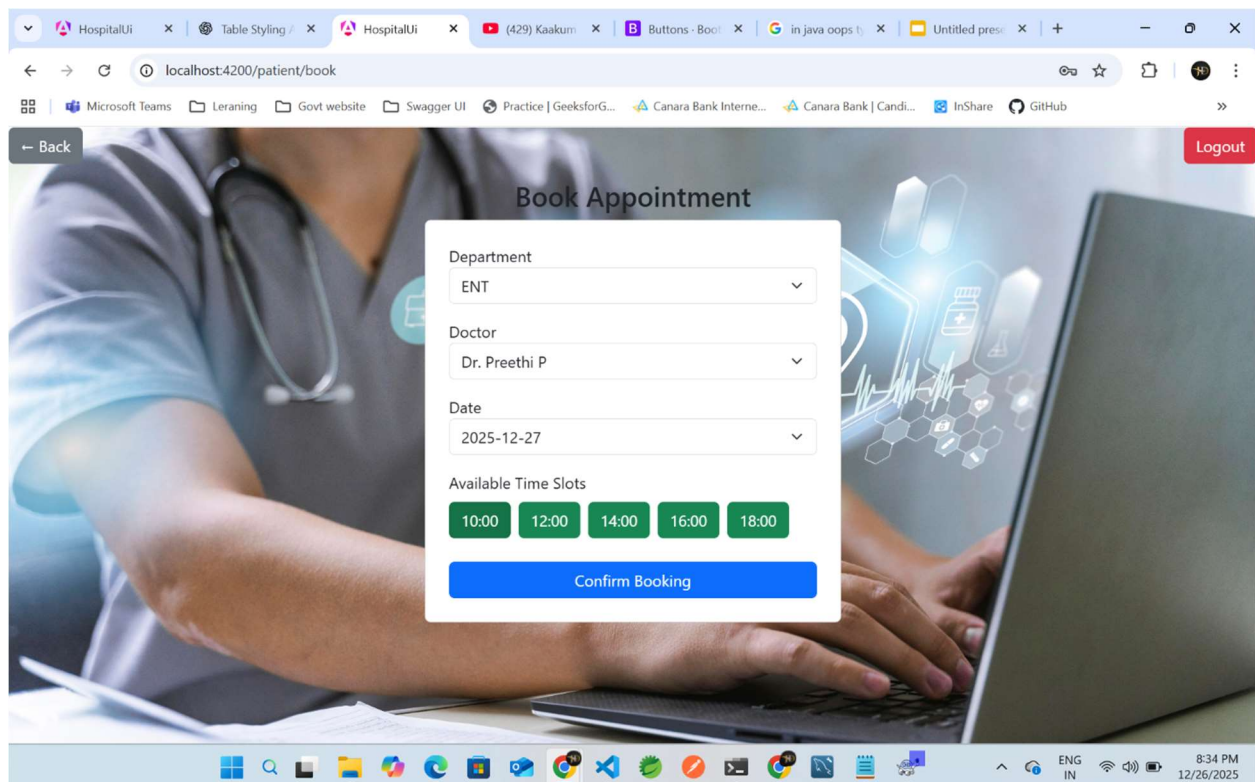 HospitalUi
Table Styling /
HospitalUi
(429) Kaakum
Buttons · Boot
in java oops ty
Untitled prese
localhost:4200/patient/book
Microsoft Teams
Leraning
Govt website
Swagger UI
Practice | GeeksforG...
Canara Bank Interne...
Canara Bank | Candi...
InShare
GitHub
»
← Back
Logout
Book Appointment
Department
ENT
Doctor
Dr. Preethi P
Date
2025-12-27
Available Time Slots
10:00 12:00 14:00 16:00 18:00
Confirm Booking
ENG
IN
8:34 PM
12/26/2025